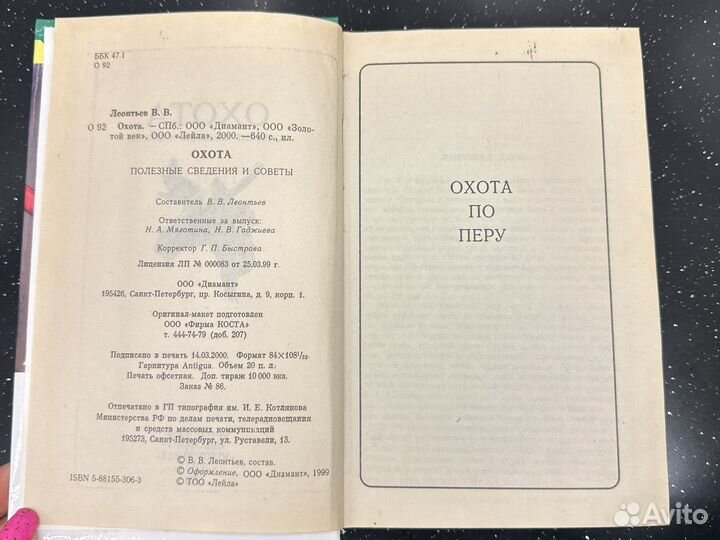 ББК 47.1
О 92
Леонтьев В. В.
О 92 Охота. — СПб.: ООО «Диамант», ООО «Золо-
той век», ООО «Лейла», 2000. —640 с., ил.
ОХОТА
ПОЛЕЗНЫЕ СВЕДЕНИЯ И СОВЕТЫ
Составитель В. В. Леонтьев
Ответственные за выпуск:
Н. А. Мяготина, Н. В. Гаджиева
Корректор Г. П. Быстрова
Лицензия ЛП № 000083 от 25.03.99 г.
ООО «Диамант»
195426, Санкт-Петербург, пр. Косыгина, д. 9, корп. 1.
Оригинал-макет подготовлен
ООО «Фирма КОСТА»
т. 444-74-79 (доб. 207)
Подписано в печать 14.03.2000. Формат 84×108 1/32.
Гарнитура Antigua. Объем 20 п. л.
Печать офсетная. Доп. тираж 10 000 экз.
Заказ № 86.
Отпечатано в ГП типография им. И. Е. Котлякова
Министерства РФ по делам печати, телерадиовещания
и средств массовых коммуникаций
195273, Санкт-Петербург, ул. Руставели, 13.
© В. В. Леонтьев, состав.
© Оформление, ООО «Диамант», 1999
ISBN 5-88155-306-3 © ТОО «Лейла»
ОХОТА
ПО
ПЕРУ
Avito